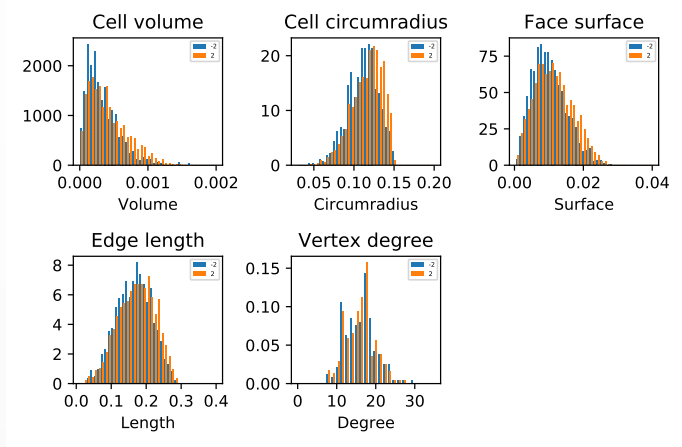 Cell volume
-2
2
2000
1000
0
0.000 0.001 0.002
Volume
Cell circumradius
-2
2
20
10
0
0.05 0.10 0.15 0.20
Circumradius
Face surface
-2
2
75
50
25
0
0.00 0.02 0.04
Surface
Edge length
-2
2
8
6
4
2
0
0.0 0.1 0.2 0.3 0.4
Length
Vertex degree
-2
2
0.15
0.10
0.05
0.00
0 10 20 30
Degree